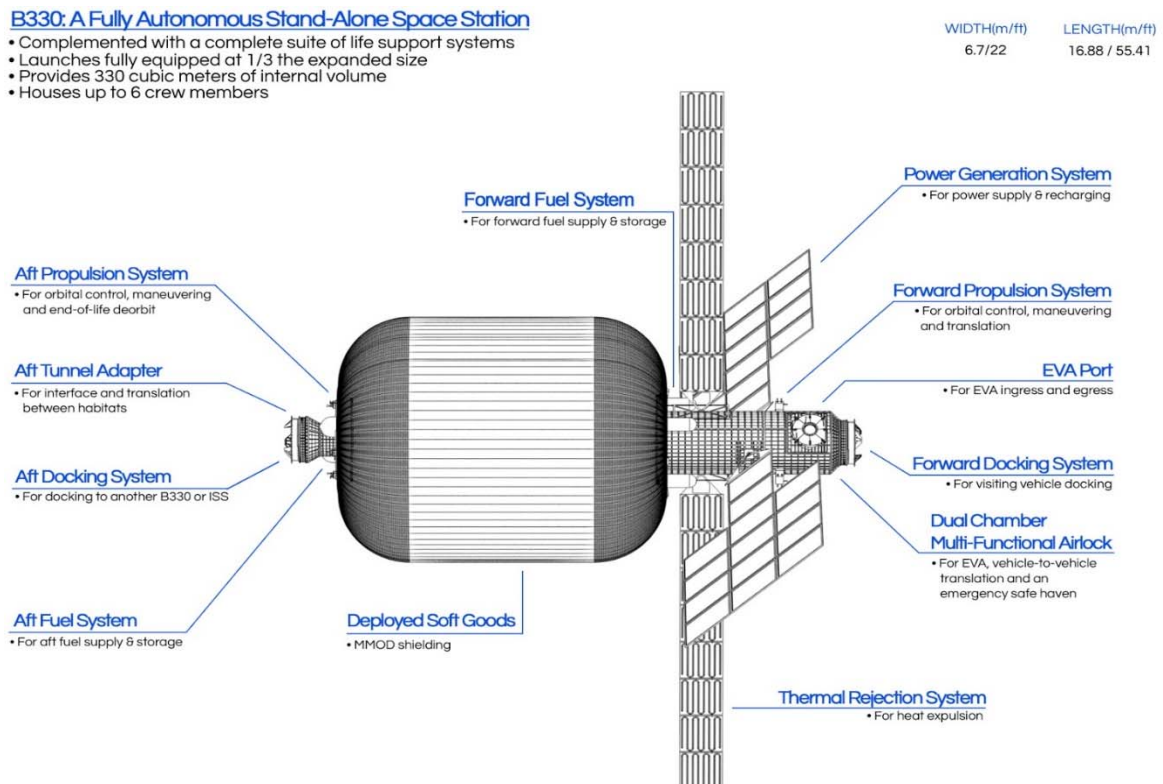 B330: A Fully Autonomous Stand-Alone Space Station
• Complemented with a complete suite of life support systems
• Launches fully equipped at 1/3 the expanded size
• Provides 330 cubic meters of internal volume
• Houses up to 6 crew members
WIDTH(m/ft) LENGTH(m/ft)
6.7/22 16.88 / 55.41
Power Generation System
• For power supply & recharging
Forward Fuel System
• For forward fuel supply & storage
Aft Propulsion System
• For orbital control, maneuvering
and end-of-life deorbit
Forward Propulsion System
• For orbital control, maneuvering
and translation
Aft Tunnel Adapter
• For interface and translation
between habitats
EVA Port
• For EVA ingress and egress
Aft Docking System
• For docking to another B330 or ISS
Forward Docking System
• For visiting vehicle docking
Dual Chamber
Multi-Functional Airlock
• For EVA, vehicle-to-vehicle
translation and an
emergency safe haven
Aft Fuel System
• For aft fuel supply & storage
Deployed Soft Goods
• MMOD shielding
Thermal Rejection System
• For heat expulsion